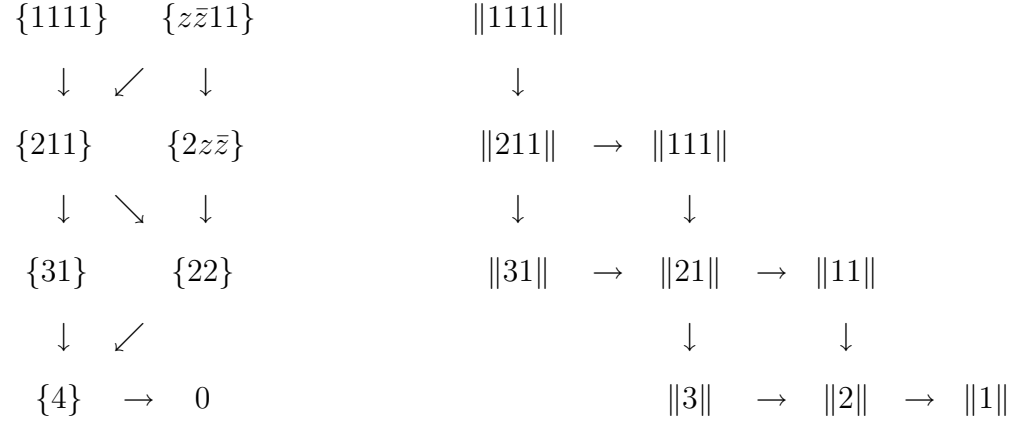 {1111} {zz̄11} ‖1111‖
↓ ↙ ↓ ↓
{211} {2zz̄} ‖211‖ → ‖111‖
↓ ↘ ↓ ↓ ↓
{31} {22} ‖31‖ → ‖21‖ → ‖11‖
↓ ↙ ↓ ↓
{4} → 0 ‖3‖ → ‖2‖ → ‖1‖